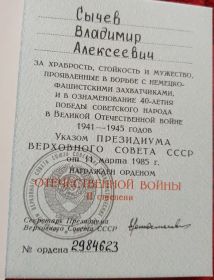 Сычев
Владимир
Алексеевич
ЗА ХРАБРОСТЬ, СТОЙКОСТЬ И МУЖЕСТВО,
ПРОЯВЛЕННЫЕ В БОРЬБЕ С НЕМЕЦКО-
ФАШИСТСКИМИ ЗАХВАТЧИКАМИ,
И В ОЗНАМЕНОВАНИЕ 40-ЛЕТИЯ
ПОБЕДЫ СОВЕТСКОГО НАРОДА
В ВЕЛИКОЙ ОТЕЧЕСТВЕННОЙ ВОЙНЕ
1941—1945 ГОДОВ
УКАЗОМ ПРЕЗИДИУМА
ВЕРХОВНОГО СОВЕТА СССР
от 11 марта 1985 г.
НАГРАЖДЕН ОРДЕНОМ
ОТЕЧЕСТВЕННОЙ ВОЙНЫ
II степени
Секретарь Президиума
Верховного Совета СССР
№ ордена 2984623